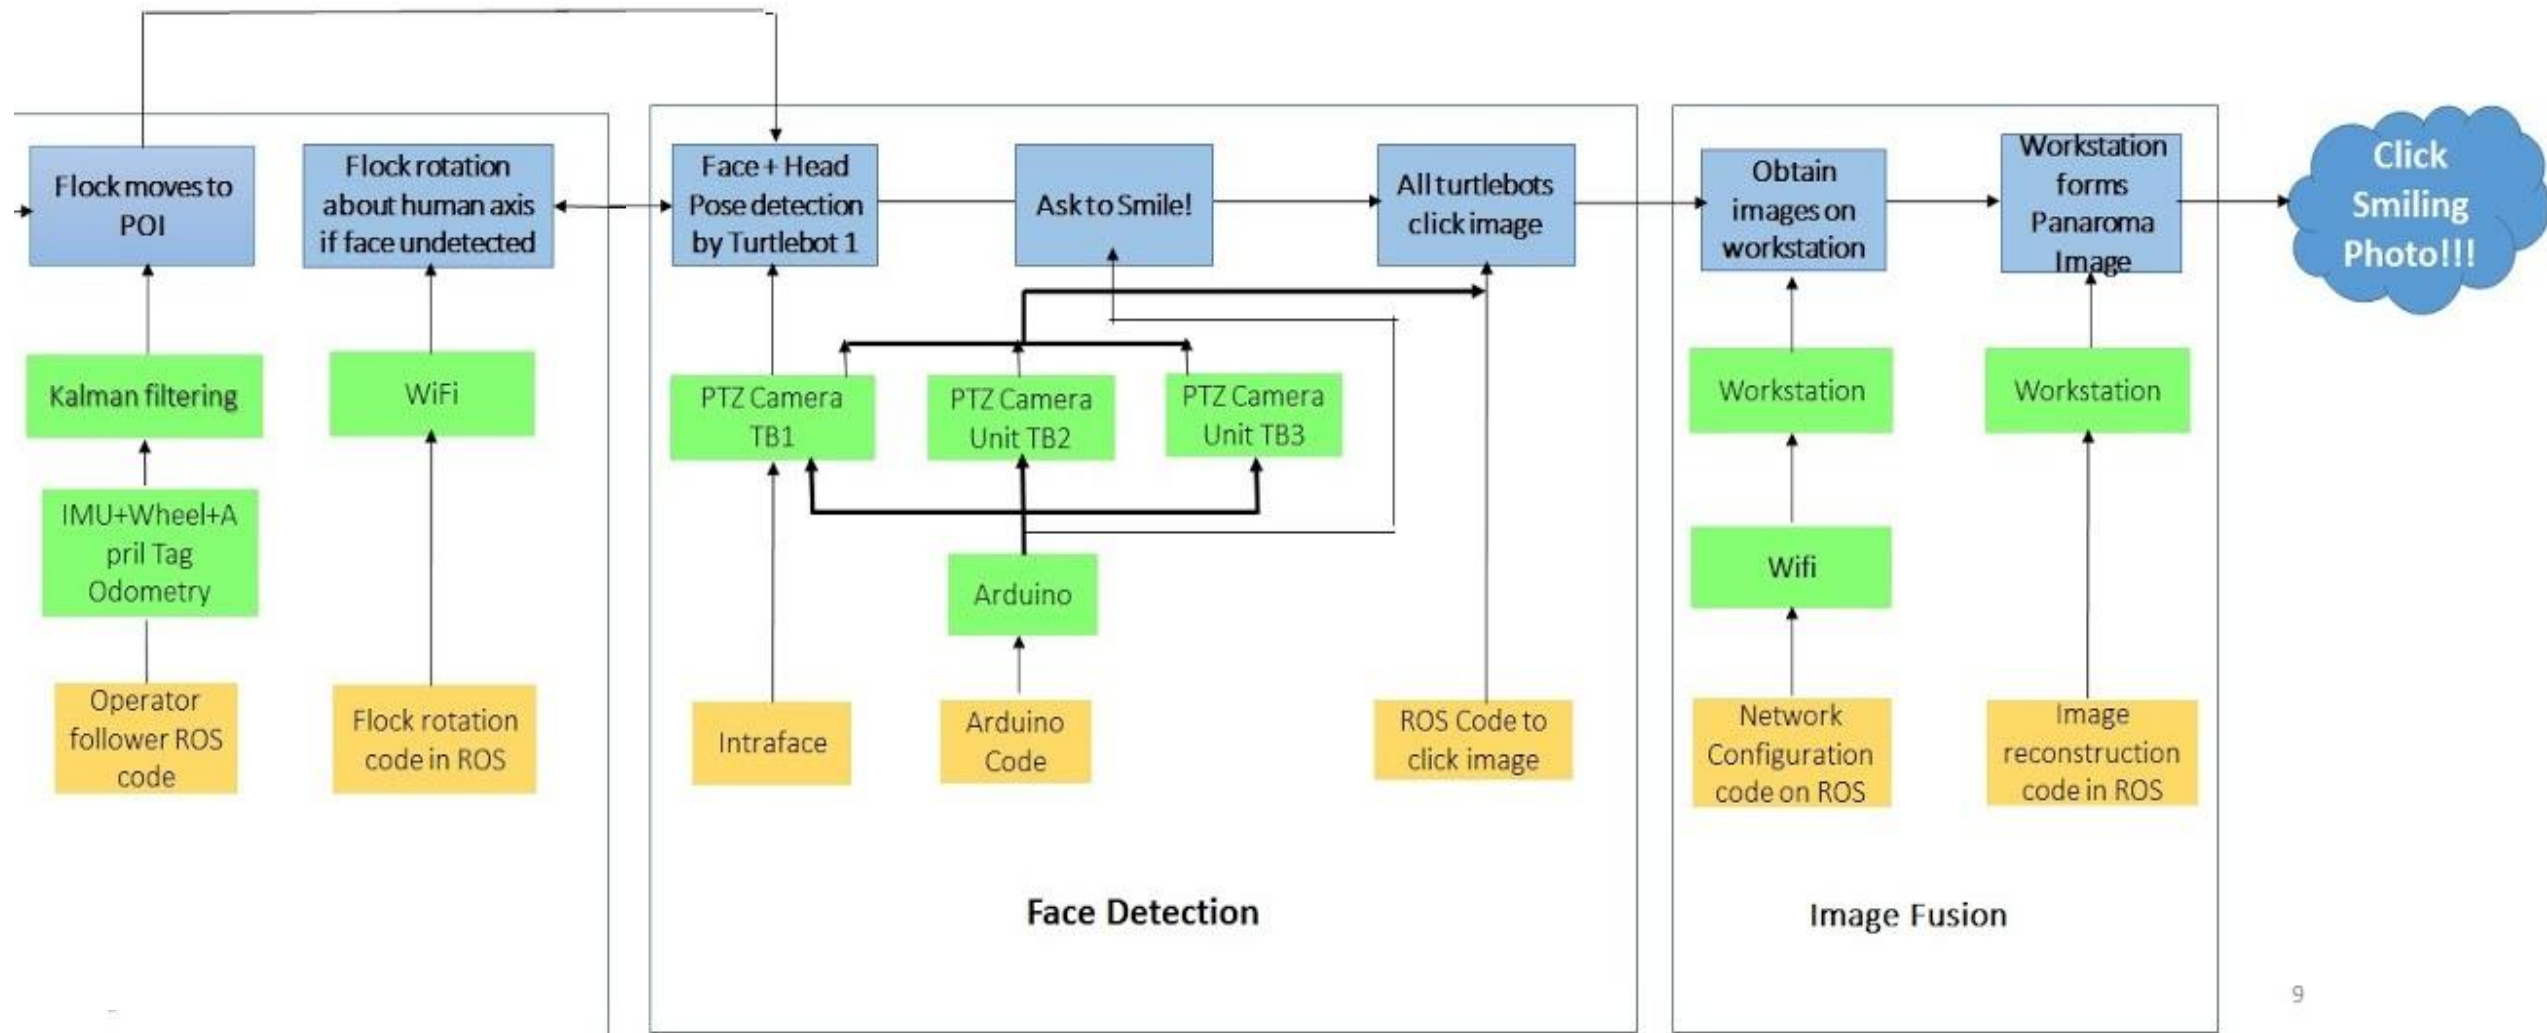 Flock moves to
POI
Flock rotation
about human axis
if face undetected
Face + Head
Pose detection
by Turtlebot 1
Ask to Smile!
All turtlebots
click image
Obtain
images on
workstation
Workstation
forms
Panaroma
Image
Click
Smiling
Photo!!!
Kalman filtering
WiFi
PTZ Camera
TB1
PTZ Camera
Unit TB2
PTZ Camera
Unit TB3
Workstation
Workstation
IMU+Wheel+A
pril Tag
Odometry
Arduino
Wifi
Operator
follower ROS
code
Flock rotation
code in ROS
Intraface
Arduino
Code
ROS Code to
click image
Network
Configuration
code on ROS
Image
reconstruction
code in ROS
Face Detection
Image Fusion
9